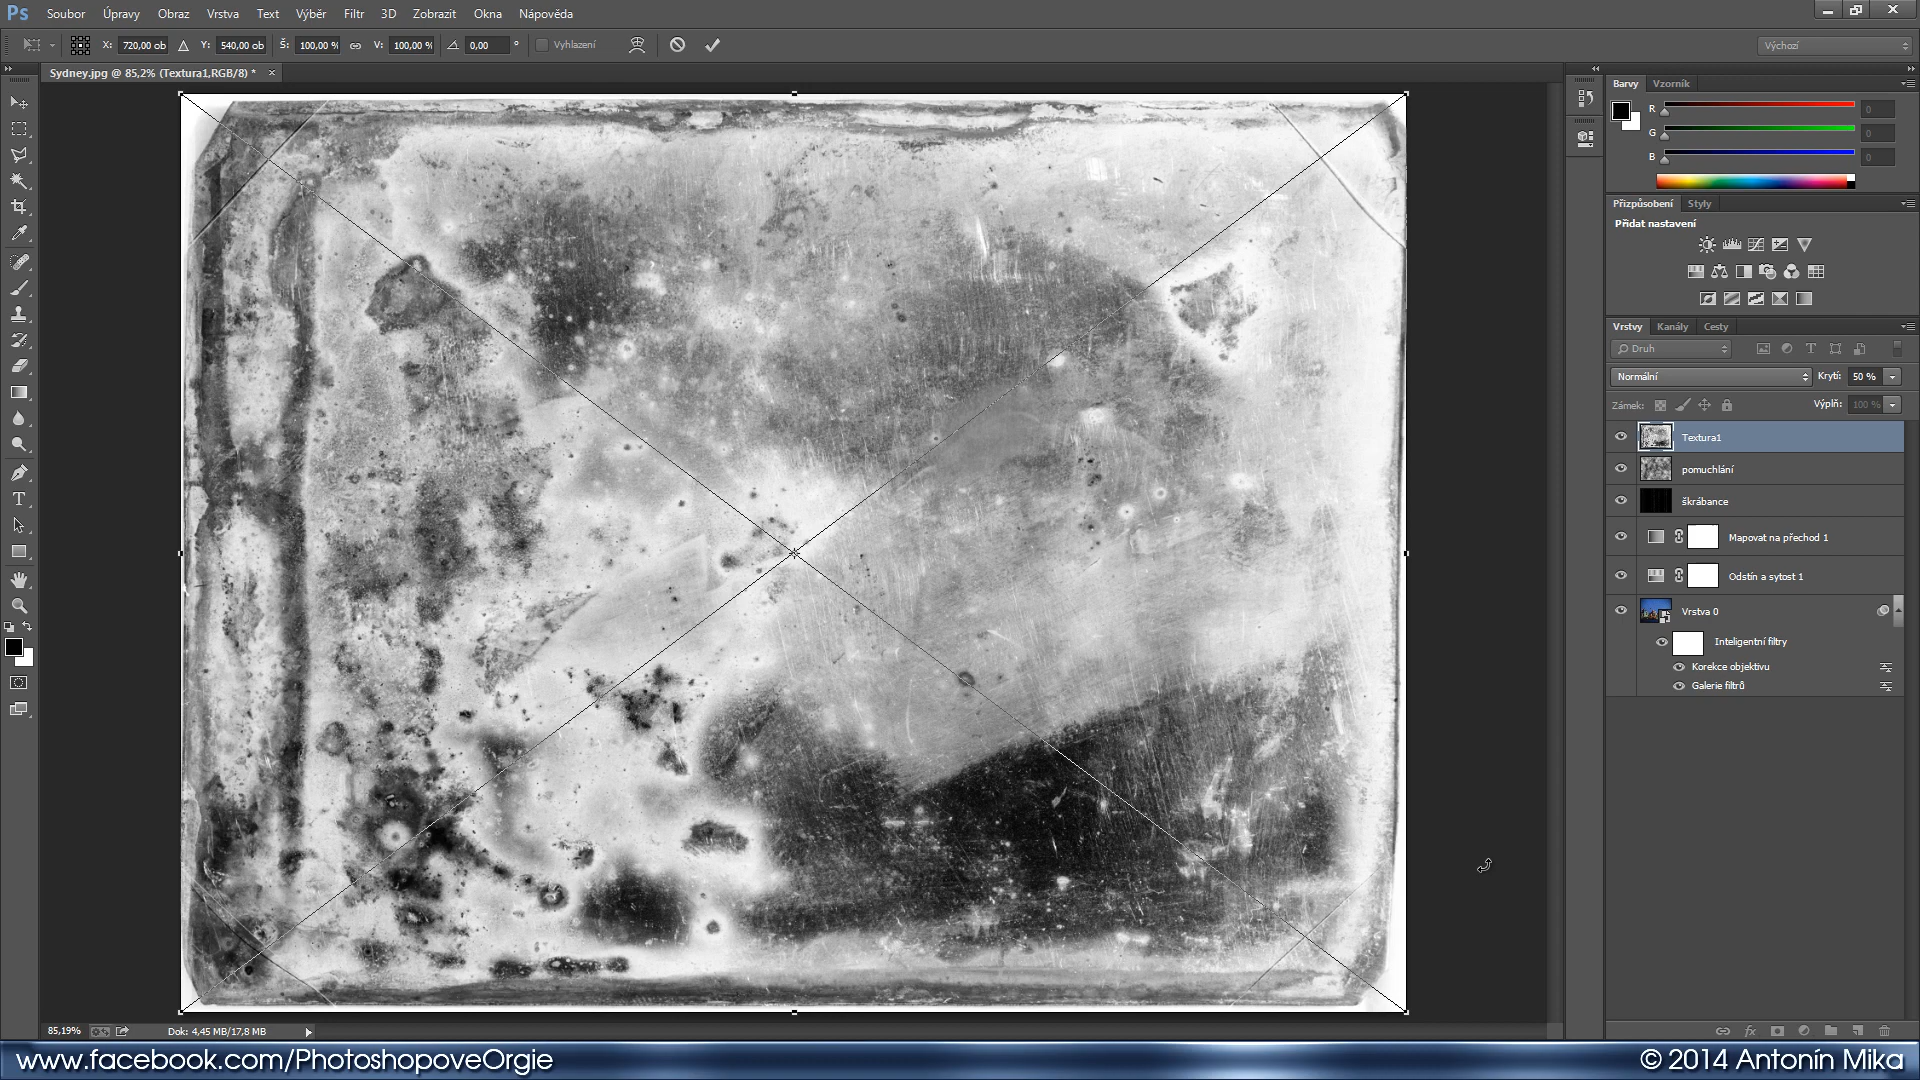 Ps Soubor Úpravy Obraz Vrstva Text Výběr Filtr 3D Zobrazit Okna Nápověda
X: 720,00 ob Y: 540,00 ob Š: 100,00 % V: 100,00 % 0,00 ° Vyhlazení Výchozí
Sydney.jpg @ 85,2% (Textura1,RGB/8) * ×
Barvy Vzorník
R 0
G 0
B 0
Přizpůsobení Styly
Přidat nastavení
Vrstvy Kanály Cesty
Druh
Normální Krytí: 50 %
Zámek: Výplň: 100 %
Textura1
pomuchlání
škrábance
Mapovat na přechod 1
Odstín a sytost 1
Vrstva 0
Inteligentní filtry
Korekce objektivu
Galerie filtrů
85,19% Dok: 4,45 MB/17,8 MB
www.facebook.com/PhotoshopoveOrgie © 2014 Antonín Mika